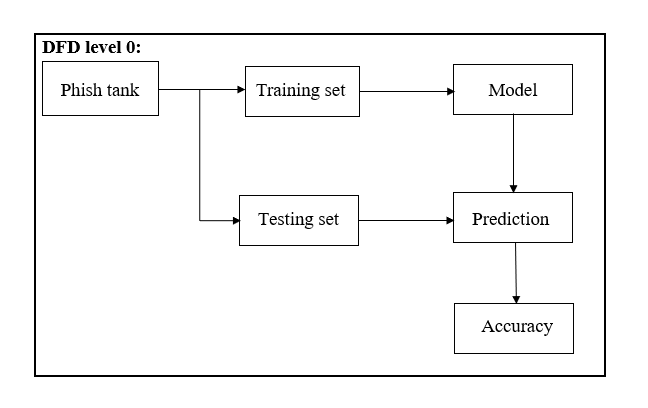 DFD level 0:
Phish tank
Training set
Model
Testing set
Prediction
Accuracy